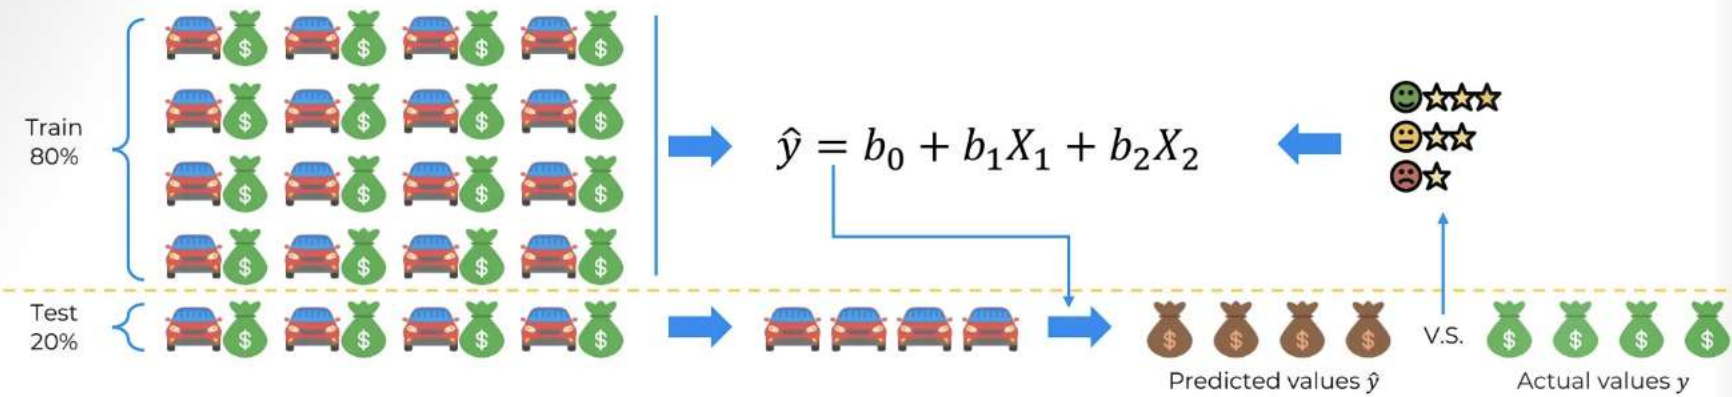 Train
80%
ŷ = b₀ + b₁X₁ + b₂X₂
Test
20%
V.S.
Predicted values ŷ
Actual values y